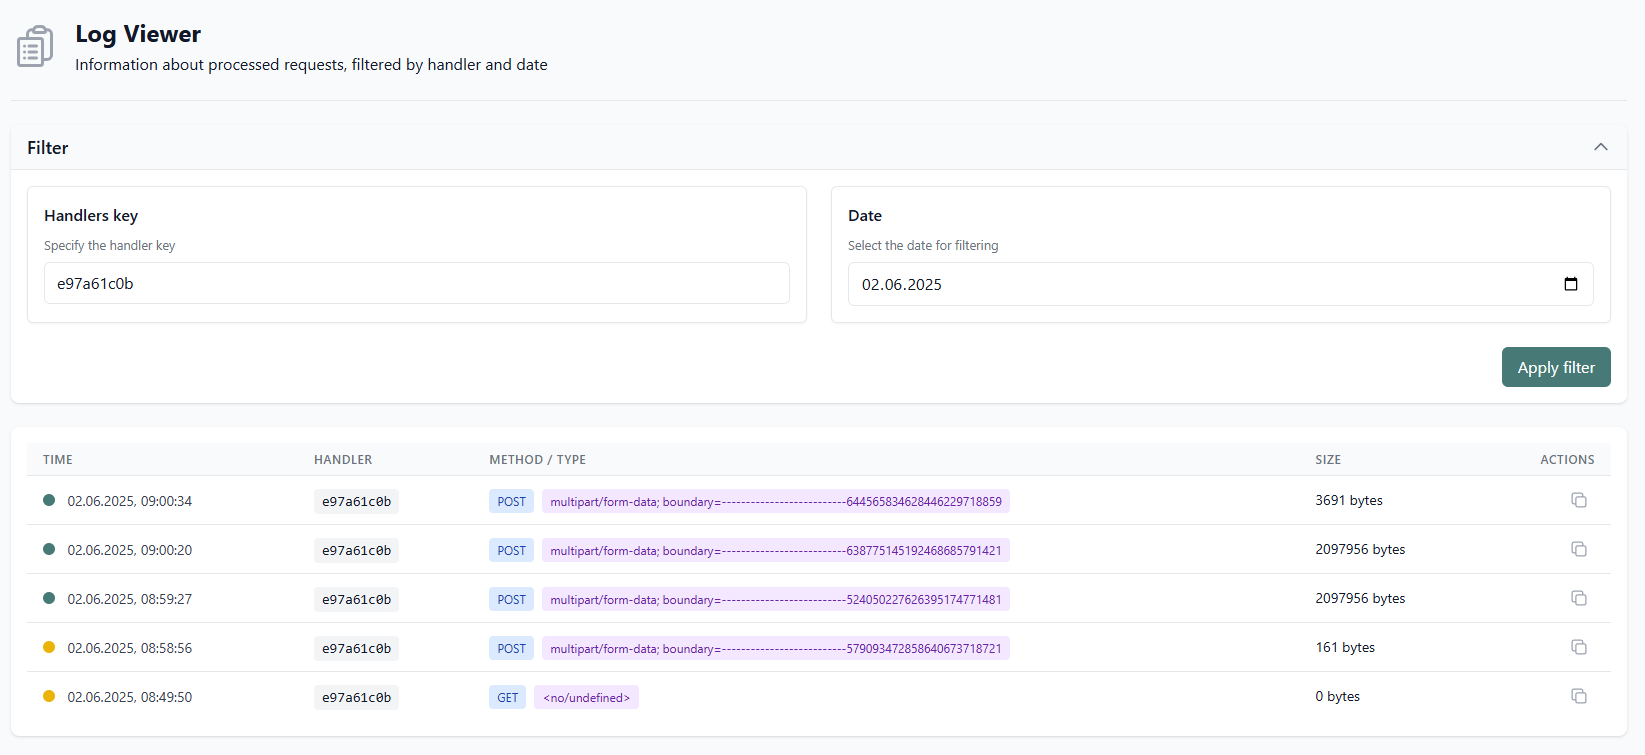 Log Viewer
Information about processed requests, filtered by handler and date
Filter
Handlers key
Specify the handler key
e97a61c0b
Date
Select the date for filtering
02.06.2025
Apply filter
TIME HANDLER METHOD / TYPE SIZE ACTIONS
02.06.2025, 09:00:34 e97a61c0b POST multipart/form-data; boundary=---------------------------644565834628446229718859 3691 bytes
02.06.2025, 09:00:20 e97a61c0b POST multipart/form-data; boundary=---------------------------638775145192468685791421 2097956 bytes
02.06.2025, 08:59:27 e97a61c0b POST multipart/form-data; boundary=---------------------------524050227626395174771481 2097956 bytes
02.06.2025, 08:58:56 e97a61c0b POST multipart/form-data; boundary=---------------------------579093472858640673718721 161 bytes
02.06.2025, 08:49:50 e97a61c0b GET <no/undefined> 0 bytes